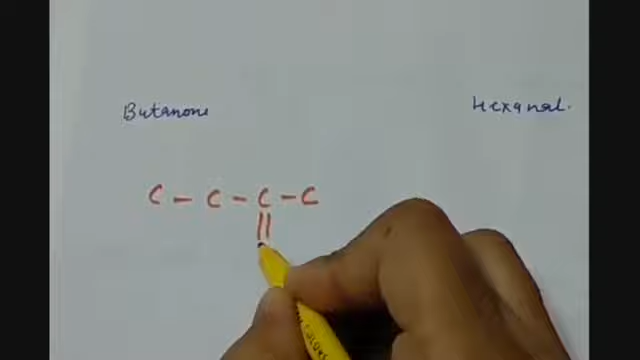 Butanone
Hexanal.
C - C - C - C
||